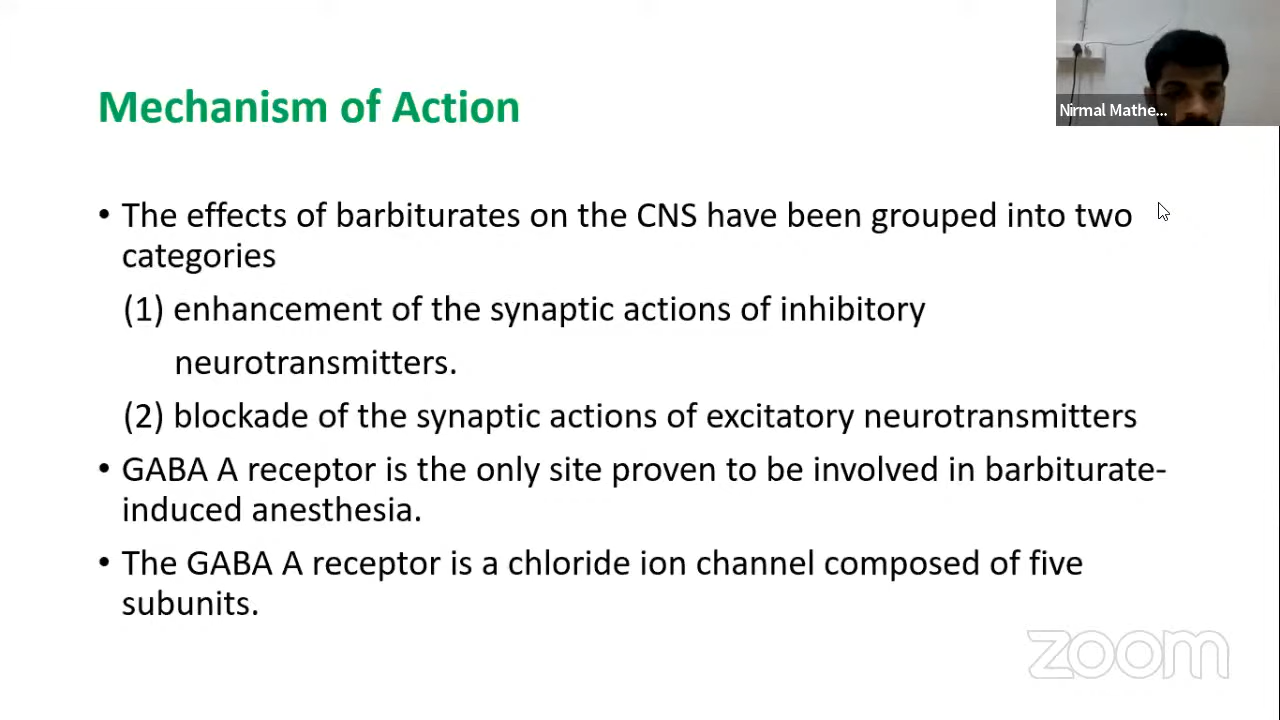 Nirmal Mathe...
Mechanism of Action
• The effects of barbiturates on the CNS have been grouped into two
categories
(1) enhancement of the synaptic actions of inhibitory
neurotransmitters.
(2) blockade of the synaptic actions of excitatory neurotransmitters
• GABA A receptor is the only site proven to be involved in barbiturate-
induced anesthesia.
• The GABA A receptor is a chloride ion channel composed of five
subunits.
zoom